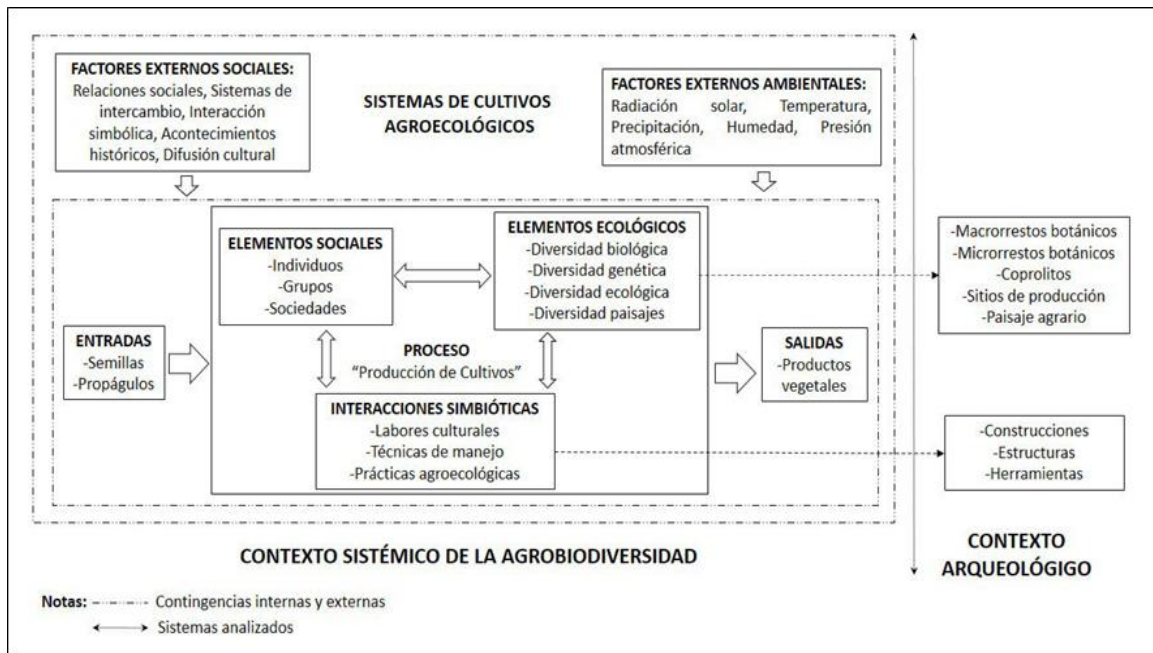 FACTORES EXTERNOS SOCIALES:
Relaciones sociales, Sistemas de
intercambio, Interacción
simbólica, Acontecimientos
históricos, Difusión cultural
SISTEMAS DE CULTIVOS
AGROECOLÓGICOS
FACTORES EXTERNOS AMBIENTALES:
Radiación solar, Temperatura,
Precipitación, Humedad, Presión
atmosférica
ELEMENTOS SOCIALES
-Individuos
-Grupos
-Sociedades
ELEMENTOS ECOLÓGICOS
-Diversidad biológica
-Diversidad genética
-Diversidad ecológica
-Diversidad paisajes
ENTRADAS
-Semillas
-Propágulos
PROCESO
“Producción de Cultivos”
INTERACCIONES SIMBIÓTICAS
-Labores culturales
-Técnicas de manejo
-Prácticas agroecológicas
SALIDAS
-Productos
vegetales
-Macrorrestos botánicos
-Microrrestos botánicos
-Coprolitos
-Sitios de producción
-Paisaje agrario
-Construcciones
-Estructuras
-Herramientas
CONTEXTO SISTÉMICO DE LA AGROBIODIVERSIDAD
CONTEXTO
ARQUEOLÓGIGO
Notas: Contingencias internas y externas
Sistemas analizados